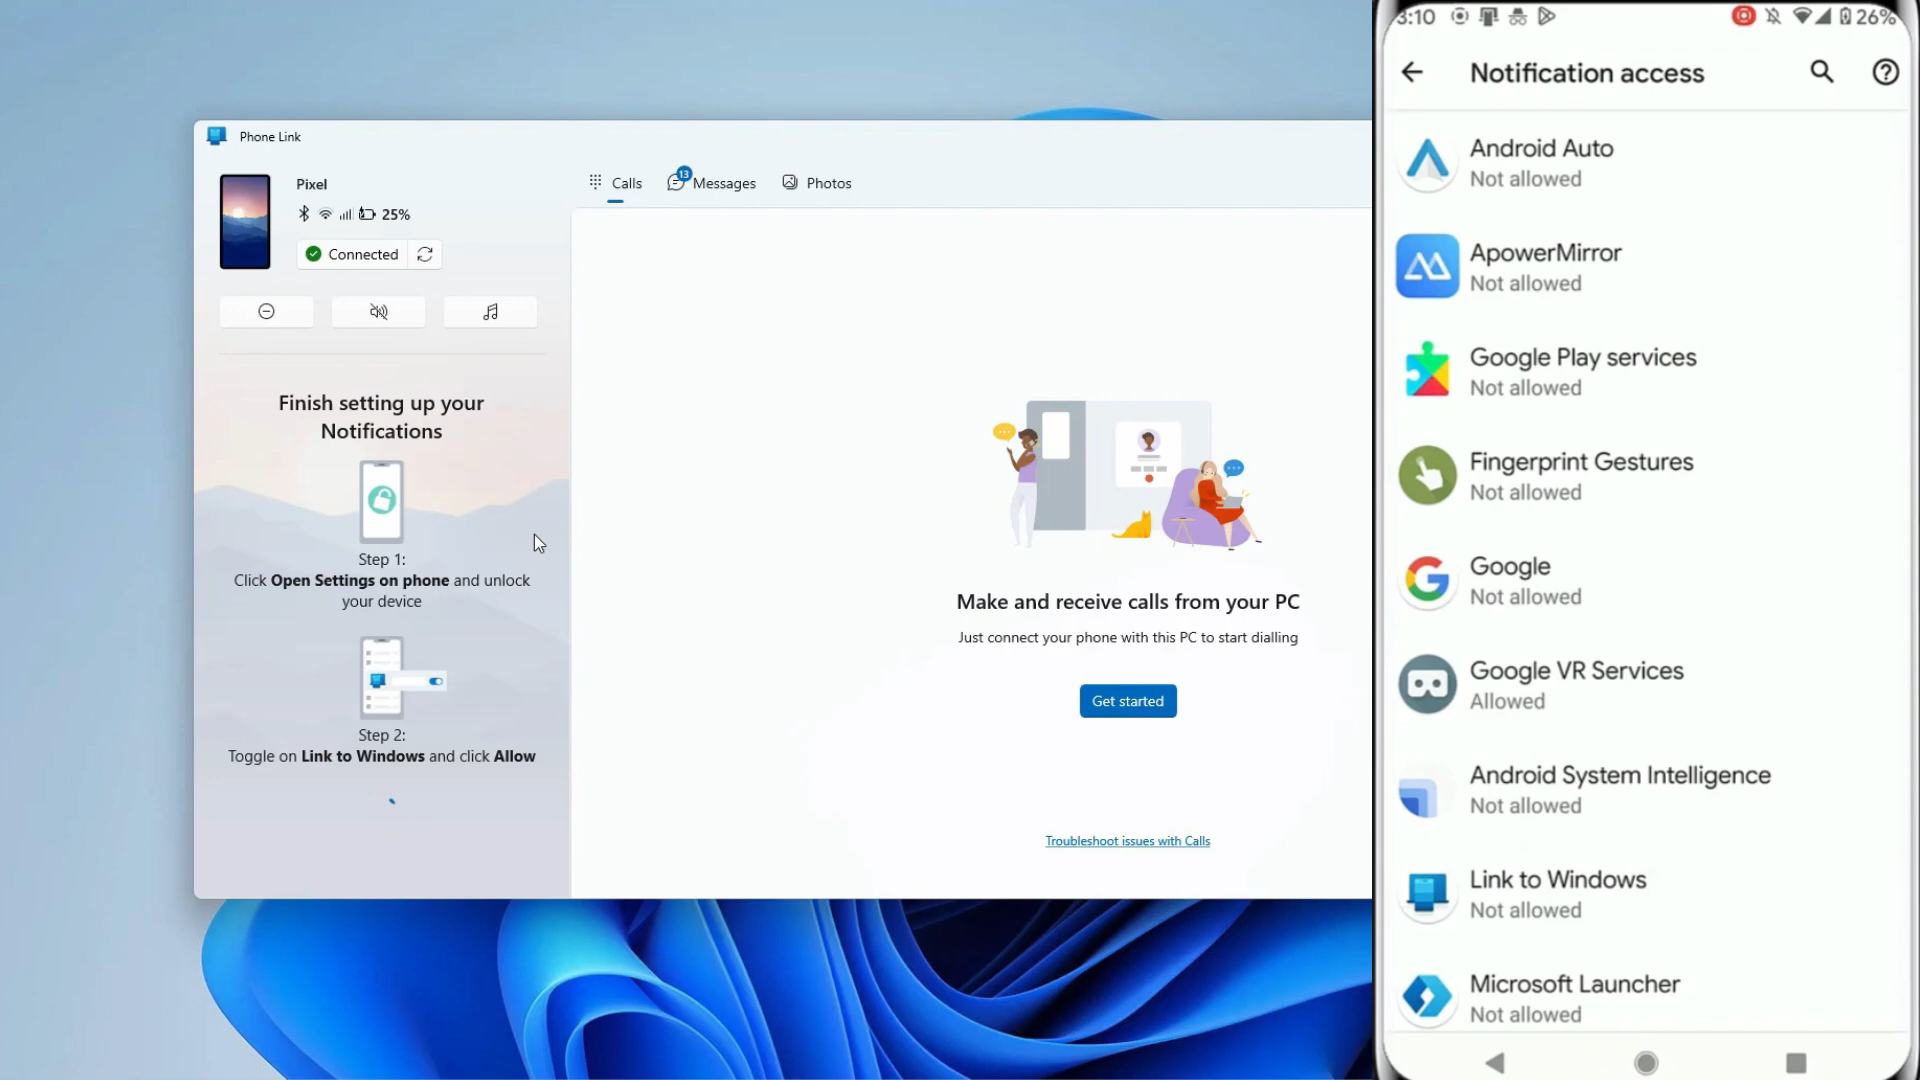 Phone Link
Pixel
25%
Connected
Finish setting up your
Notifications
Step 1:
Click Open Settings on phone and unlock
your device
Step 2:
Toggle on Link to Windows and click Allow
Calls
13
Messages
Photos
Make and receive calls from your PC
Just connect your phone with this PC to start dialling
Get started
Troubleshoot issues with Calls
3:10
26%
Notification access
Android Auto
Not allowed
ApowerMirror
Not allowed
Google Play services
Not allowed
Fingerprint Gestures
Not allowed
Google
Not allowed
Google VR Services
Allowed
Android System Intelligence
Not allowed
Link to Windows
Not allowed
Microsoft Launcher
Not allowed